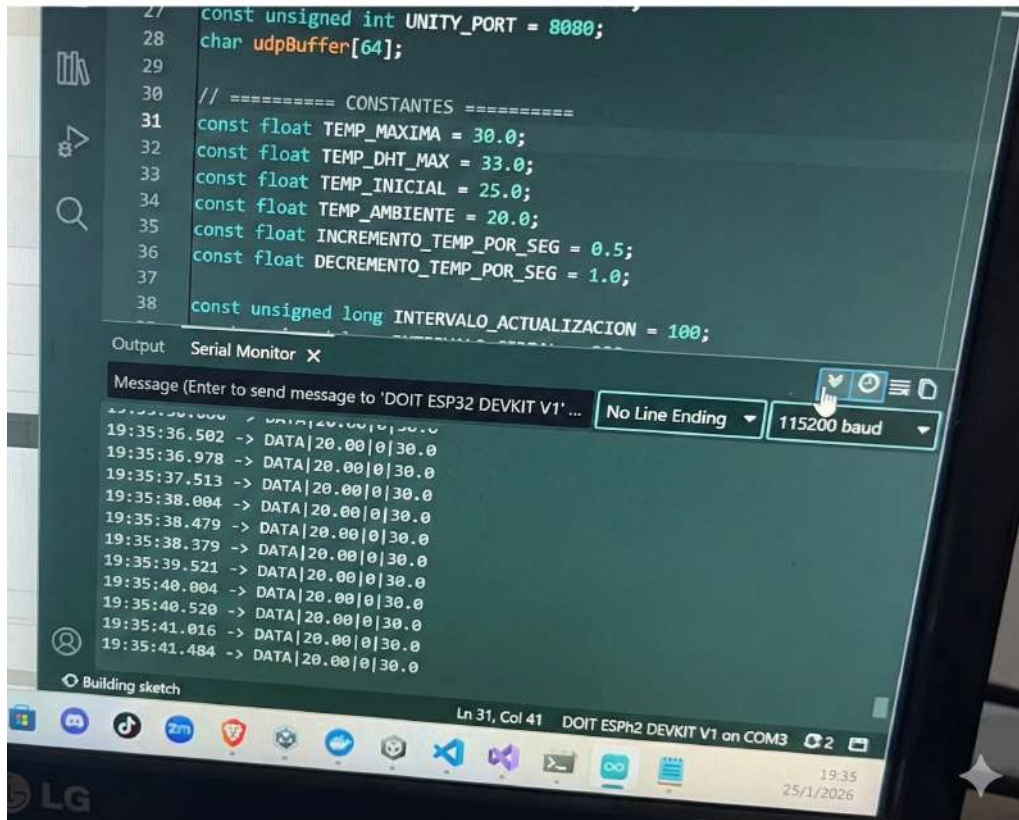 27 const unsigned int UNITY_PORT = 8080;
28 char udpBuffer[64];
29
30 // ========== CONSTANTES ==========
31 const float TEMP_MAXIMA = 30.0;
32 const float TEMP_DHT_MAX = 33.0;
33 const float TEMP_INICIAL = 25.0;
34 const float TEMP_AMBIENTE = 20.0;
35 const float INCREMENTO_TEMP_POR_SEG = 0.5;
36 const float DECREMENTO_TEMP_POR_SEG = 1.0;
37
38 const unsigned long INTERVALO_ACTUALIZACION = 100;
Output Serial Monitor X
Message (Enter to send message to 'DOIT ESP32 DEVKIT V1' ... No Line Ending 115200 baud
19:35:36.502 -> DATA|20.00|0|30.0
19:35:36.978 -> DATA|20.00|0|30.0
19:35:37.513 -> DATA|20.00|0|30.0
19:35:38.004 -> DATA|20.00|0|30.0
19:35:38.479 -> DATA|20.00|0|30.0
19:35:38.379 -> DATA|20.00|0|30.0
19:35:39.521 -> DATA|20.00|0|30.0
19:35:40.004 -> DATA|20.00|0|30.0
19:35:40.520 -> DATA|20.00|0|30.0
19:35:41.016 -> DATA|20.00|0|30.0
19:35:41.484 -> DATA|20.00|0|30.0
Building sketch
Ln 31, Col 41 DOIT ESPh2 DEVKIT V1 on COM3 2
zm
19:35
25/1/2026
LG